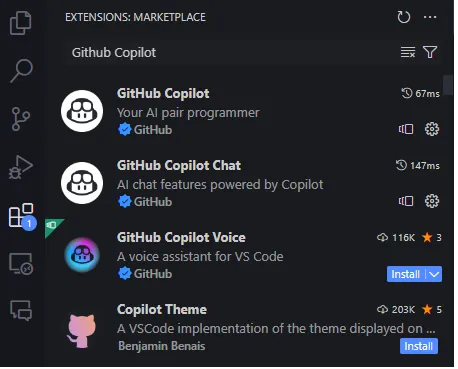 EXTENSIONS: MARKETPLACE
Github Copilot
GitHub Copilot 67ms
Your AI pair programmer
GitHub
GitHub Copilot Chat 147ms
AI chat features powered by Copilot
GitHub
1
GitHub Copilot Voice 116K 3
A voice assistant for VS Code
GitHub Install
Copilot Theme 203K 5
A VSCode implementation of the theme displayed on ...
Benjamin Benais Install